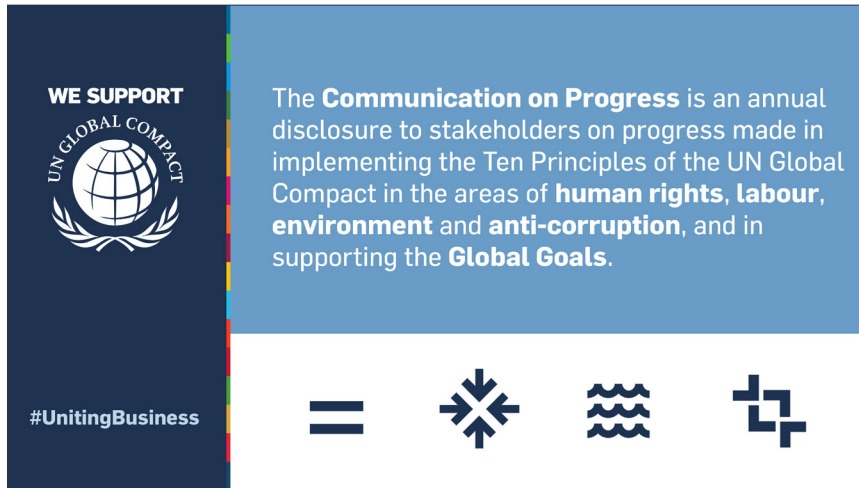 WE SUPPORT
UN GLOBAL COMPACT
#UnitingBusiness
The Communication on Progress is an annual
disclosure to stakeholders on progress made in
implementing the Ten Principles of the UN Global
Compact in the areas of human rights, labour,
environment and anti-corruption, and in
supporting the Global Goals.